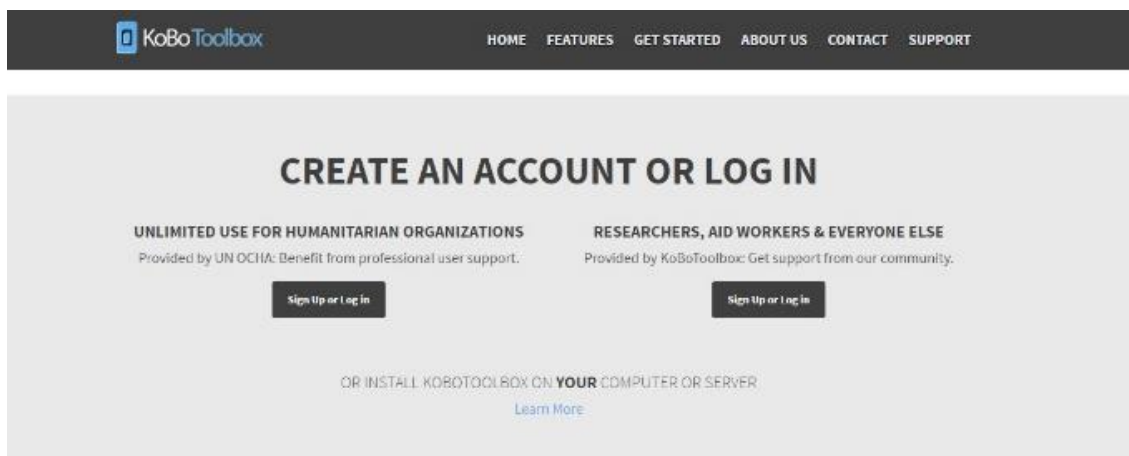 KoBoToolbox
HOME FEATURES GET STARTED ABOUT US CONTACT SUPPORT
CREATE AN ACCOUNT OR LOG IN
UNLIMITED USE FOR HUMANITARIAN ORGANIZATIONS
Provided by UN OCHA: Benefit from professional user support.
Sign Up or Log in
RESEARCHERS, AID WORKERS & EVERYONE ELSE
Provided by KoBoToolbox: Get support from our community.
Sign Up or Log in
OR INSTALL KOBOTOOLBOX ON YOUR COMPUTER OR SERVER
Learn More